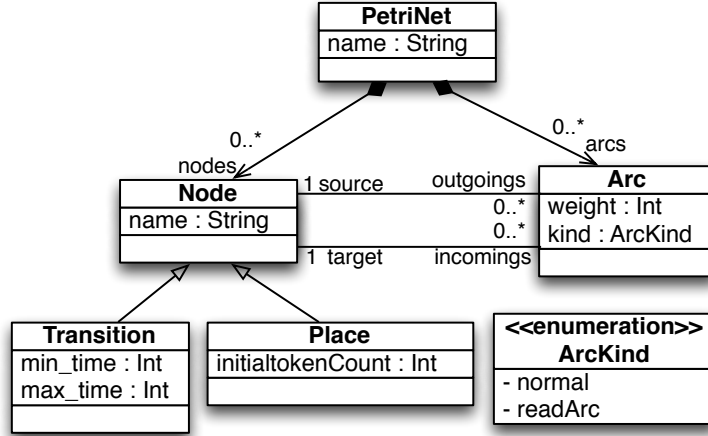 PetriNet
name : String
0..*
nodes
0..*
arcs
Node
name : String
1 source
outgoings
0..*
0..*
1 target
incomings
Arc
weight : Int
kind : ArcKind
Transition
min_time : Int
max_time : Int
Place
initialtokenCount : Int
<<enumeration>>
ArcKind
- normal
- readArc